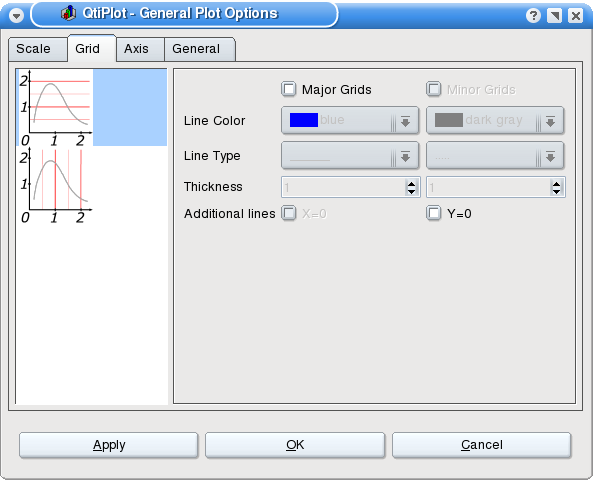 QtiPlot - General Plot Options
Scale Grid Axis General
2
1
0 1 2
2
1
0 1 2
Major Grids Minor Grids
Line Color blue dark gray
Line Type
Thickness 1 1
Additional lines X=0 Y=0
Apply OK Cancel